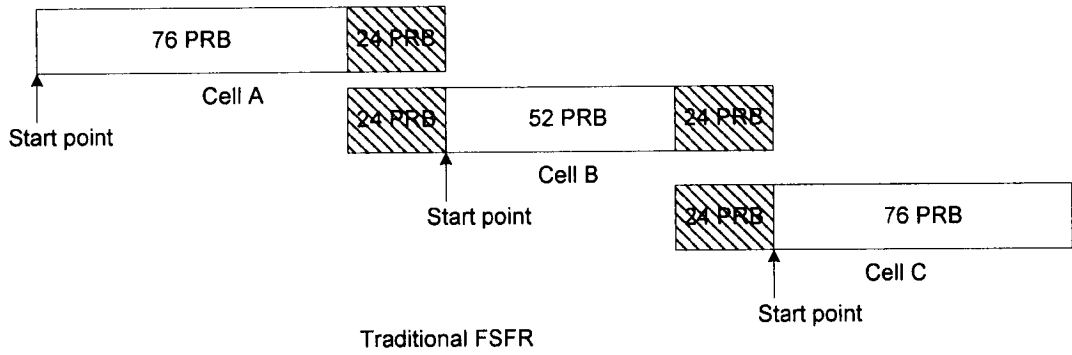 76 PRB
24 PRB
Cell A
Start point
24 PRB
52 PRB
24 PRB
Cell B
Start point
24 PRB
76 PRB
Cell C
Start point
Traditional FSFR